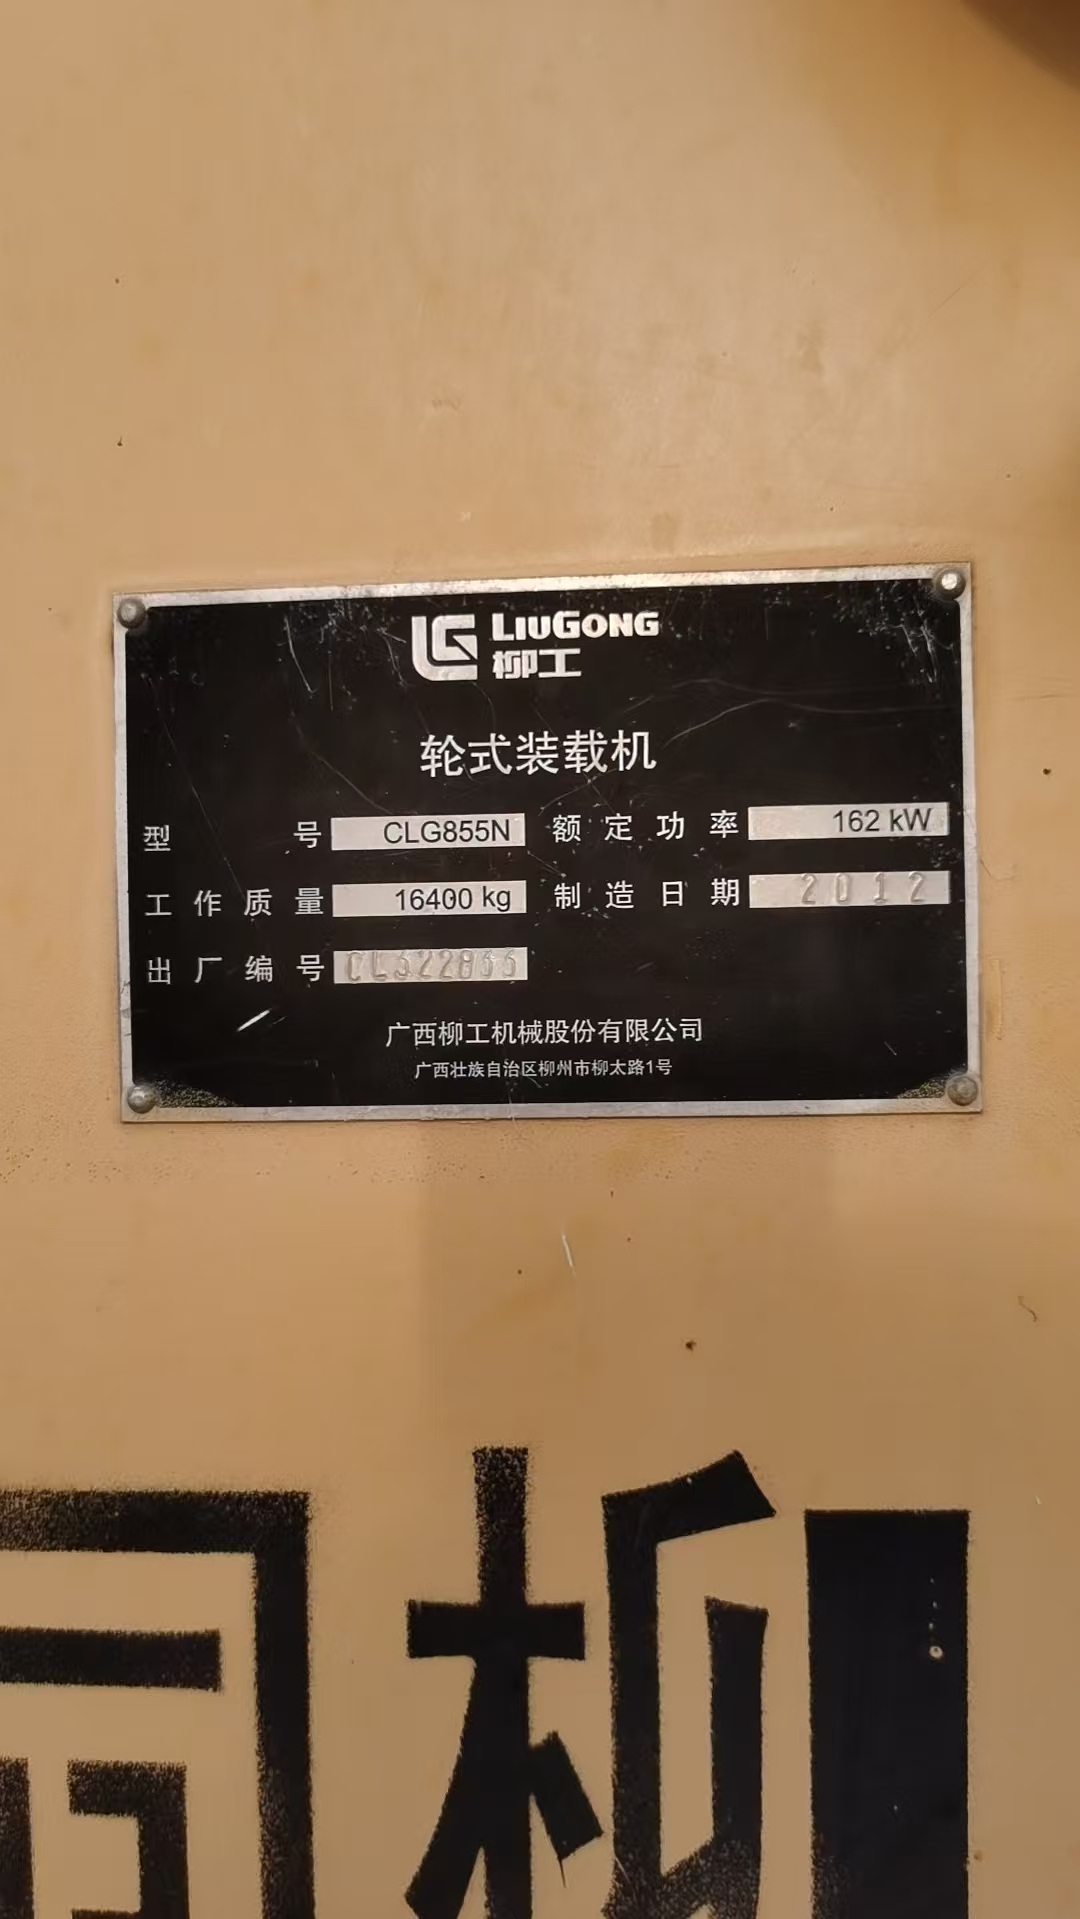 LIUGONG
柳工
轮式装载机
型号 CLG855N 额定功率 162 kW
工作质量 16400 kg 制造日期 2012
出厂编号
广西柳工机械股份有限公司
广西壮族自治区柳州市柳太路1号